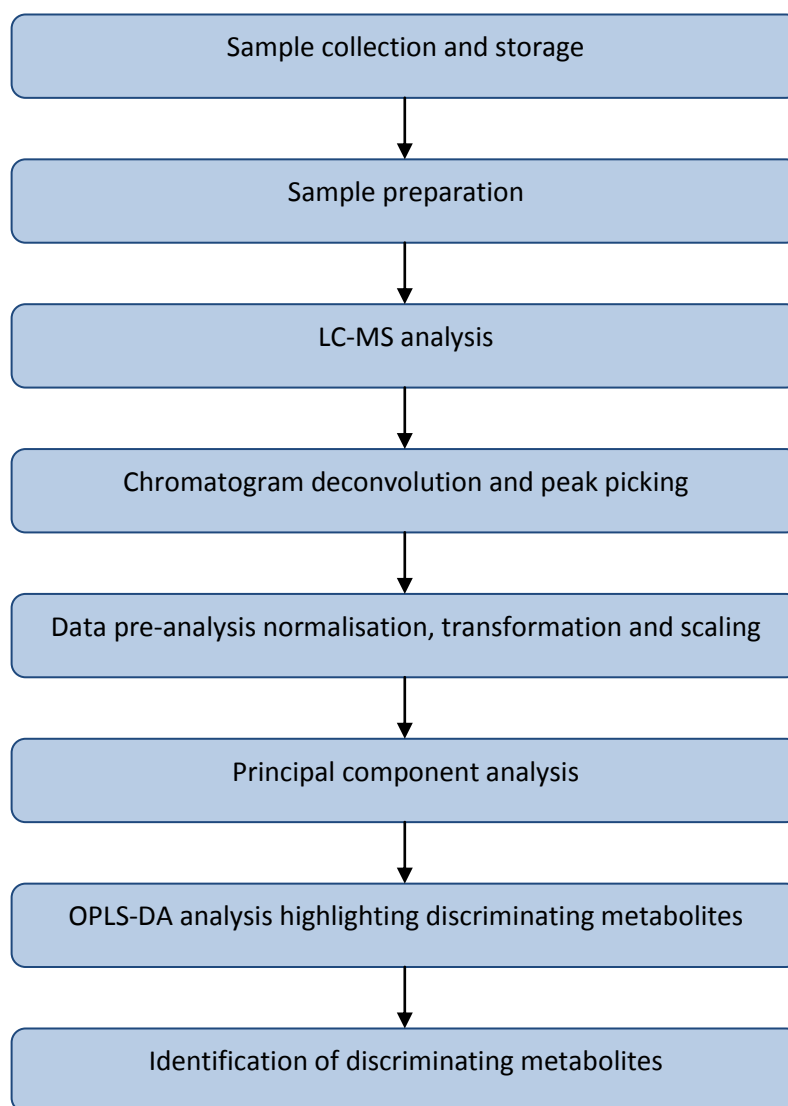 Sample collection and storage
Sample preparation
LC-MS analysis
Chromatogram deconvolution and peak picking
Data pre-analysis normalisation, transformation and scaling
Principal component analysis
OPLS-DA analysis highlighting discriminating metabolites
Identification of discriminating metabolites